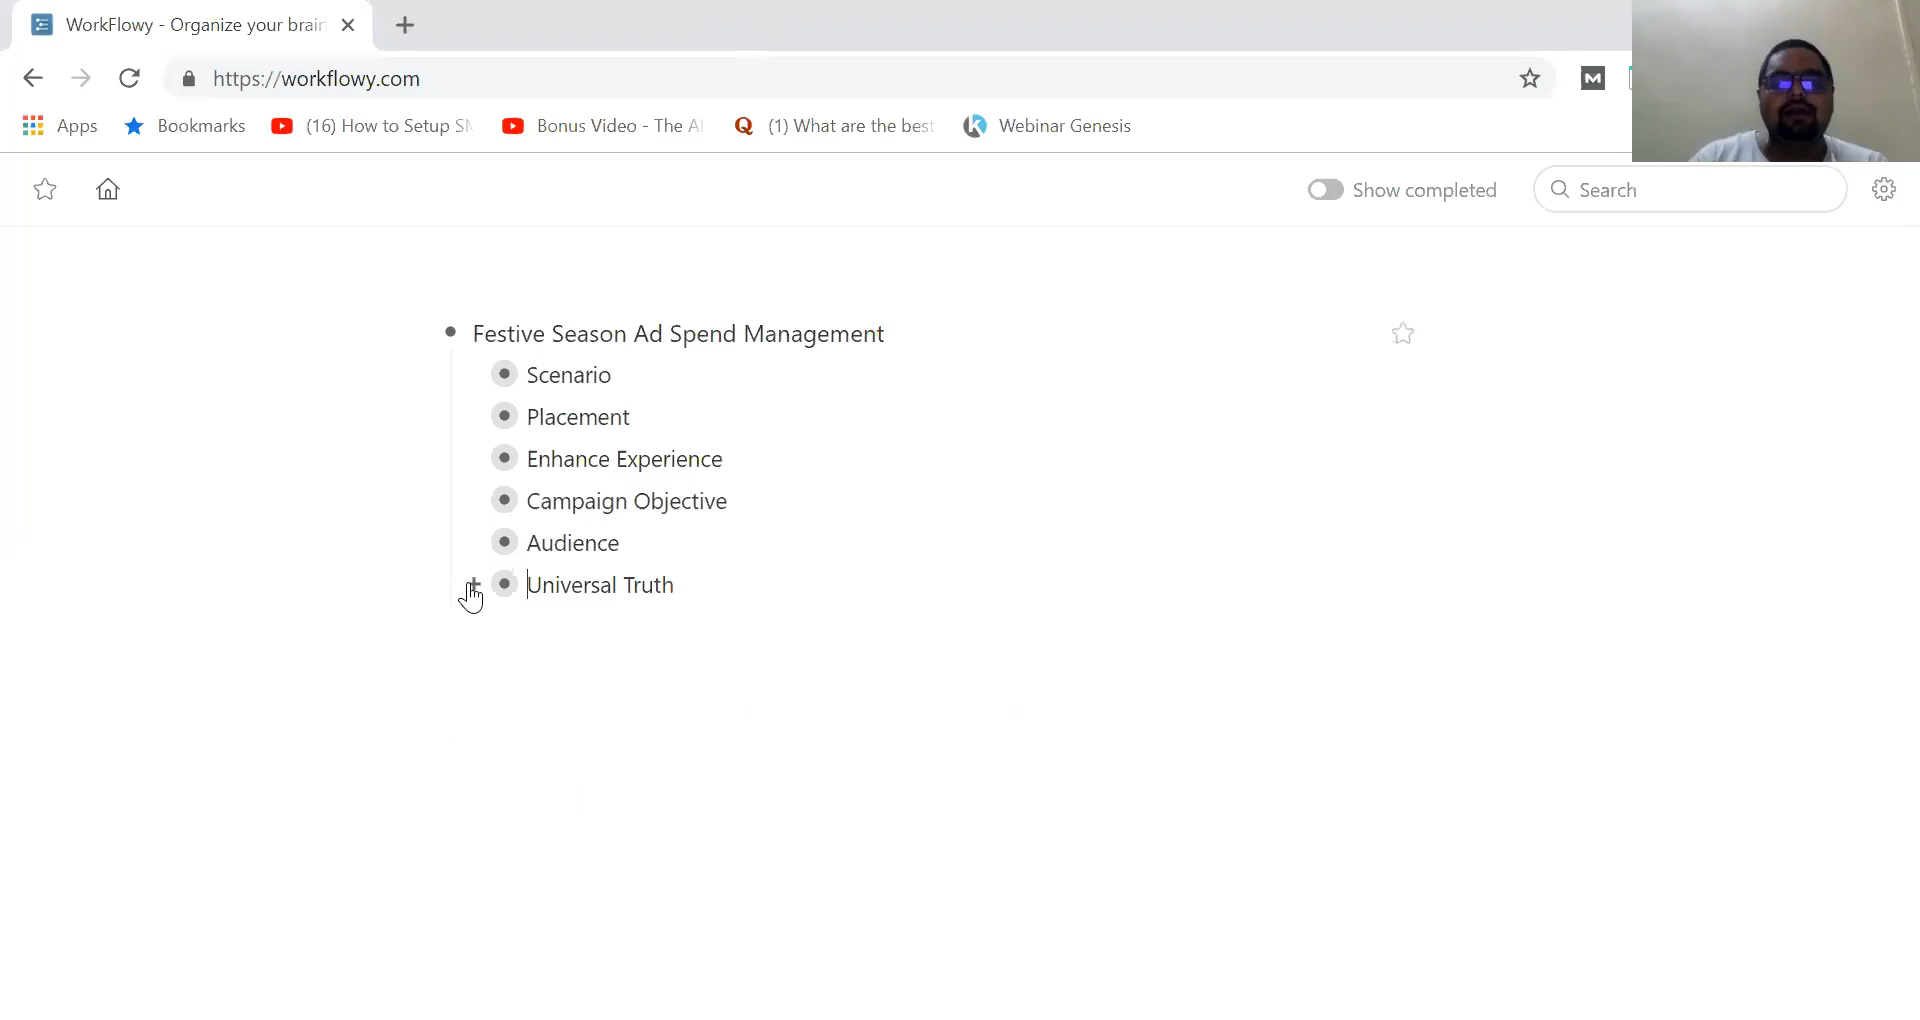 WorkFlowy - Organize your brain
https://workflowy.com
Apps
Bookmarks
(16) How to Setup SM
Bonus Video - The A
(1) What are the best
Webinar Genesis
Show completed
Search
Festive Season Ad Spend Management
Scenario
Placement
Enhance Experience
Campaign Objective
Audience
Universal Truth